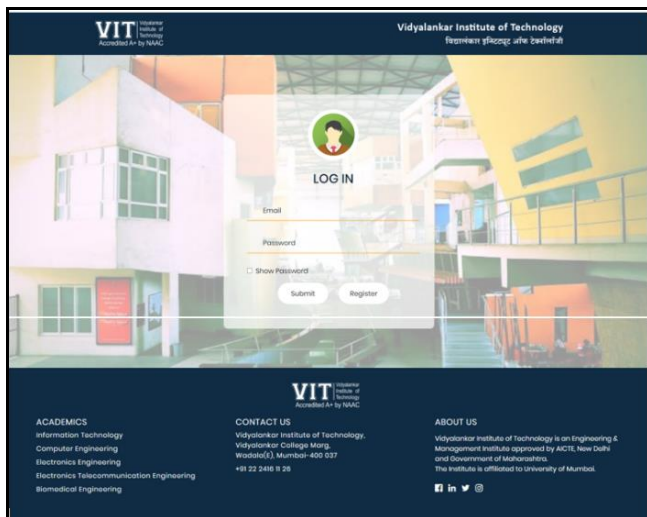 VIT
Vidyalankar
Institute of
Technology
Accredited A+ by NAAC
Vidyalankar Institute of Technology
विद्यालंकार इन्स्टिट्यूट ऑफ टेक्नॉलॉजी
LOG IN
Email
Password
Show Password
Submit Register
VIT
Vidyalankar
Institute of
Technology
Accredited A+ by NAAC
ACADEMICS
Information Technology
Computer Engineering
Electronics Engineering
Electronics Telecommunication Engineering
Biomedical Engineering
CONTACT US
Vidyalankar Institute of Technology,
Vidyalankar College Marg,
Wadala(E), Mumbai-400 037
+91 22 2416 11 26
ABOUT US
Vidyalankar Institute of Technology is an Engineering &
Management Institute approved by AICTE, New Delhi
and Government of Maharashtra.
The Institute is affiliated to University of Mumbai.